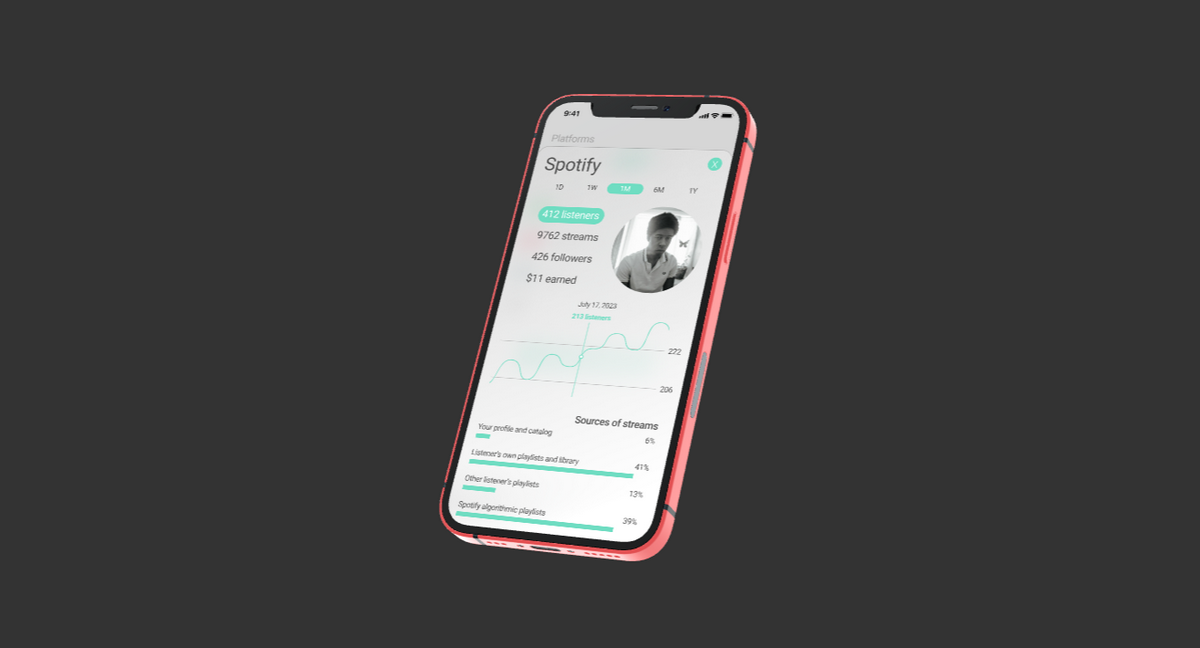 9:41
Platforms
Spotify
X
1D 1W 1M 6M 1Y
412 listeners
9762 streams
426 followers
$11 earned
July 17, 2023
213 listeners
222
206
Sources of streams
Your profile and catalog 6%
Listener's own playlists and library 41%
Other listener's playlists 13%
Spotify algorithmic playlists 39%